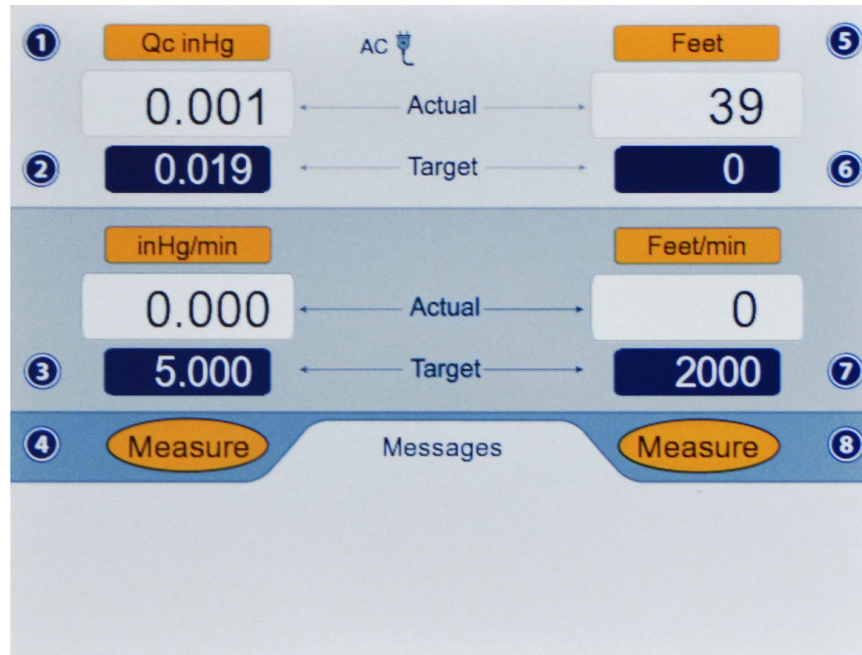 1 Qc inHg AC Feet 5
0.001 Actual 39
2 0.019 Target 0 6
inHg/min Feet/min
0.000 Actual 0
3 5.000 Target 2000 7
4 Measure Messages Measure 8